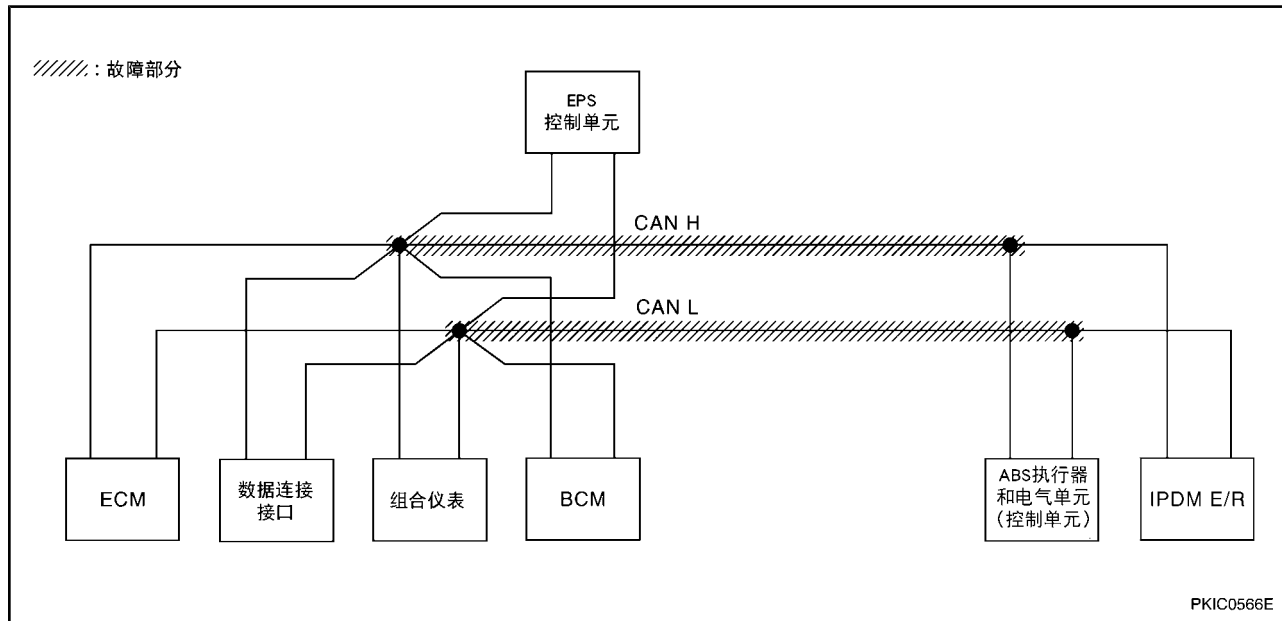 ：故障部分
EPS
控制单元
CAN H
CAN L
ECM
数据连接
接口
组合仪表
BCM
ABS执行器
和电气单元
（控制单元）
IPDM E/R
PKIC0566E